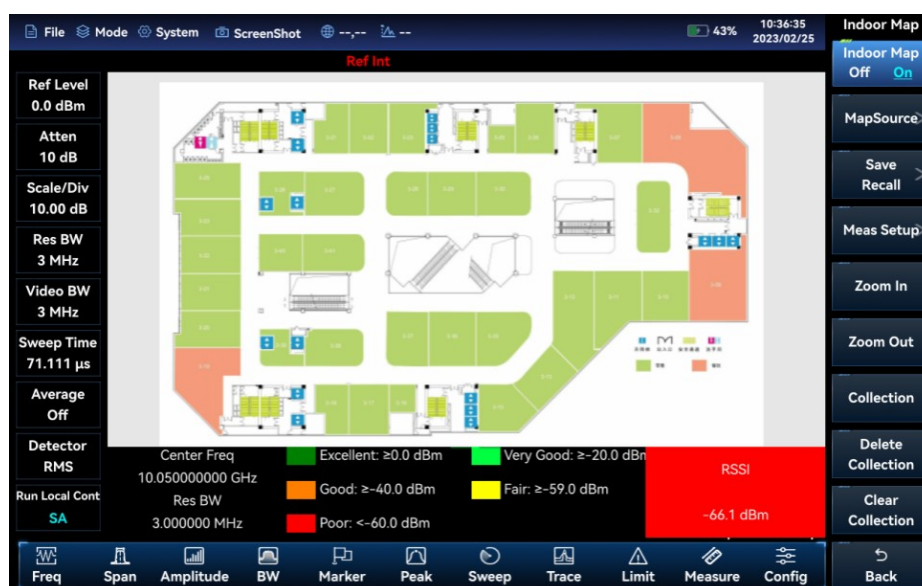 File Mode System ScreenShot --,-- -- 43% 10:36:35 2023/02/25
Indoor Map
Ref Int
Indoor Map
Off On
Ref Level
0.0 dBm
Atten
10 dB
Scale/Div
10.00 dB
Res BW
3 MHz
Video BW
3 MHz
Sweep Time
71.111 µs
Average
Off
Detector
RMS
Run Local Cont
SA
MapSource
Save
Recall
Meas Setup
Zoom In
Zoom Out
Collection
Delete
Collection
Clear
Collection
Center Freq
10.050000000 GHz
Res BW
3.000000 MHz
Excellent: ≥0.0 dBm
Very Good: ≥-20.0 dBm
Good: ≥-40.0 dBm
Fair: ≥-59.0 dBm
Poor: <-60.0 dBm
RSSI
-66.1 dBm
Freq Span Amplitude BW Marker Peak Sweep Trace Limit Measure Config Back